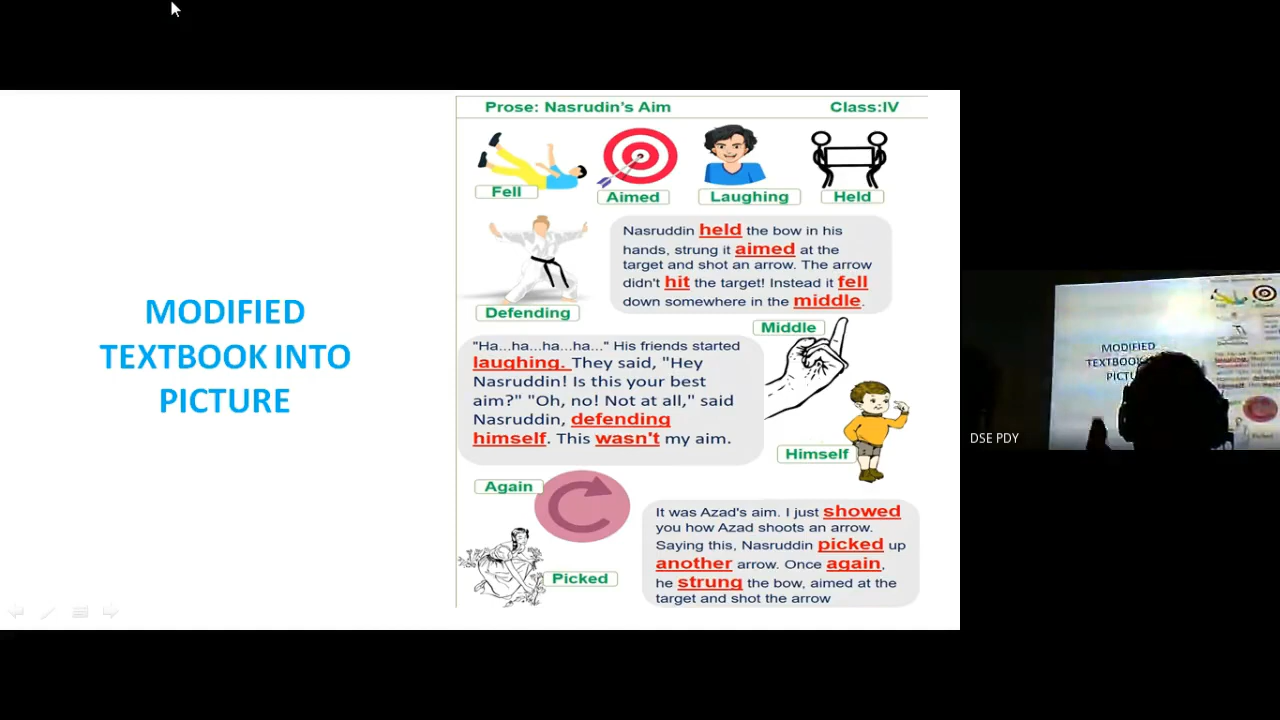 MODIFIED
TEXTBOOK INTO
PICTURE
Prose: Nasrudin's Aim Class:IV
Fell
Aimed
Laughing
Held
Nasruddin held the bow in his
hands, strung it aimed at the
target and shot an arrow. The arrow
didn't hit the target! Instead it fell
down somewhere in the middle.
Defending
Middle
"Ha...ha...ha...ha..." His friends started
laughing. They said, "Hey
Nasruddin! Is this your best
aim?" "Oh, no! Not at all," said
Nasruddin, defending
himself. This wasn't my aim.
Himself
Again
It was Azad's aim. I just showed
you how Azad shoots an arrow.
Saying this, Nasruddin picked up
another arrow. Once again,
he strung the bow, aimed at the
target and shot the arrow
Picked
DSE PDY
MODIFIED
TEXTBOOK